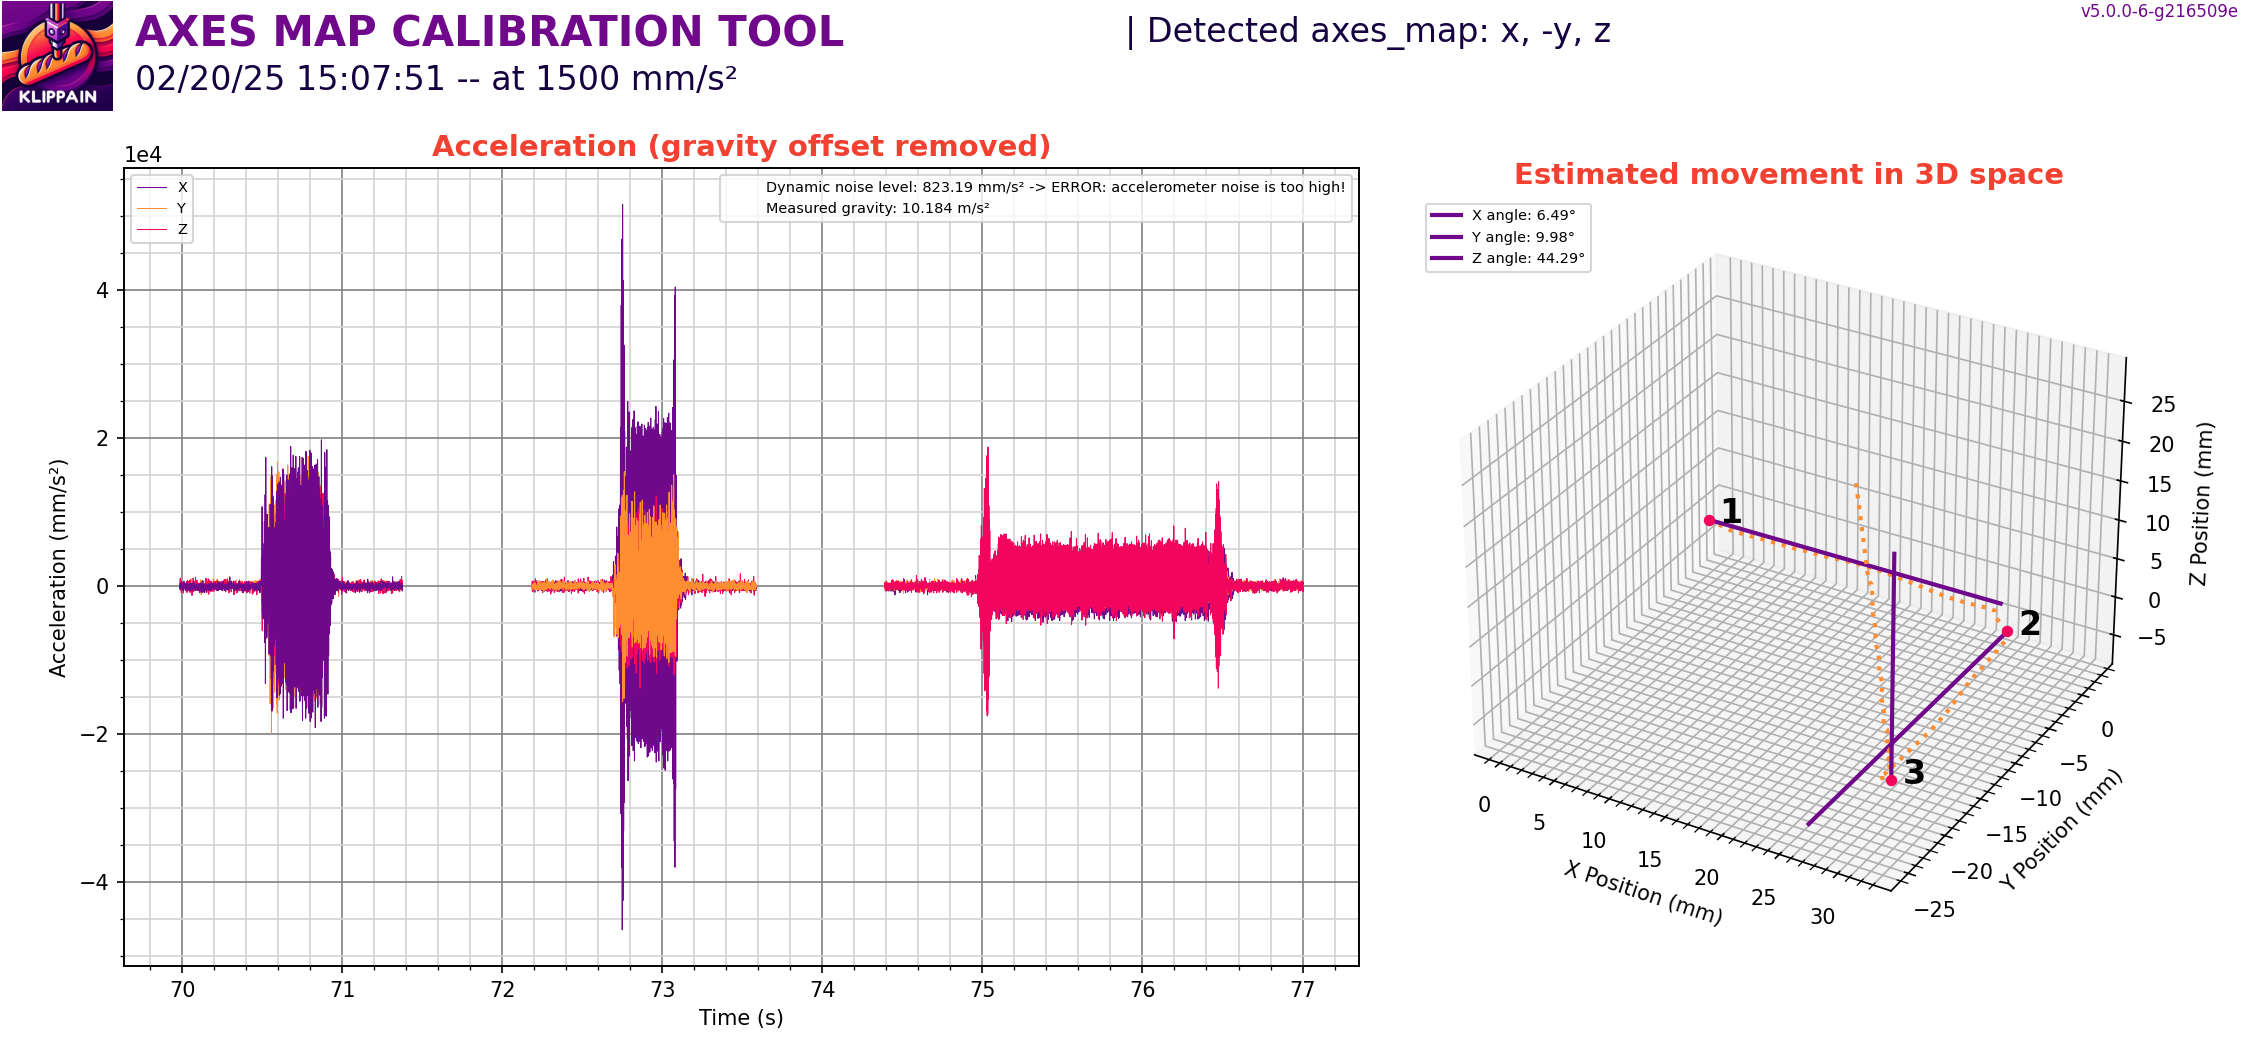 KLIPPAIN
AXES MAP CALIBRATION TOOL
| Detected axes_map: x, -y, z
v5.0.0-6-g216509e
02/20/25 15:07:51 -- at 1500 mm/s²
Acceleration (gravity offset removed)
1e4
X
Y
Z
Dynamic noise level: 823.19 mm/s² -> ERROR: accelerometer noise is too high!
Measured gravity: 10.184 m/s²
4
2
0
−2
−4
Acceleration (mm/s²)
70 71 72 73 74 75 76 77
Time (s)
Estimated movement in 3D space
X angle: 6.49°
Y angle: 9.98°
Z angle: 44.29°
1
2
3
25
20
15
10
5
0
−5
Z Position (mm)
0
−5
−10
−15
−20
−25
Y Position (mm)
0
5
10
15
20
25
30
X Position (mm)